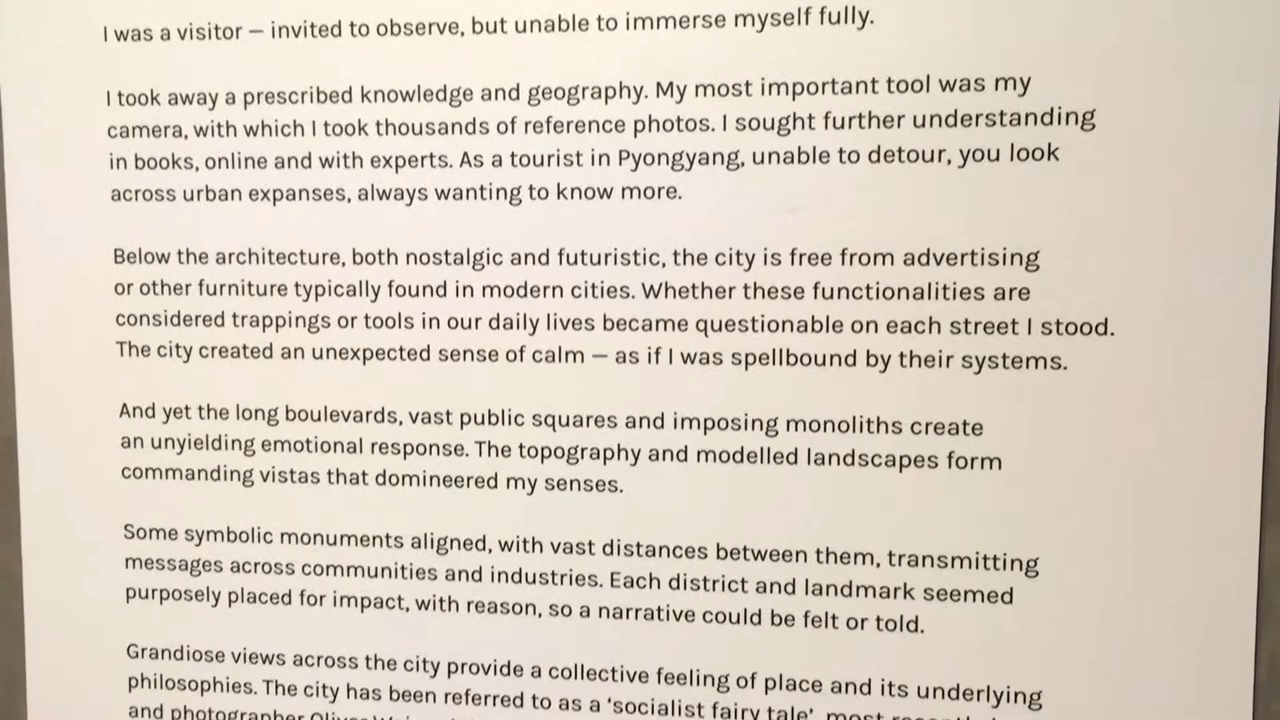 I was a visitor — invited to observe, but unable to immerse myself fully.
I took away a prescribed knowledge and geography. My most important tool was my
camera, with which I took thousands of reference photos. I sought further understanding
in books, online and with experts. As a tourist in Pyongyang, unable to detour, you look
across urban expanses, always wanting to know more.
Below the architecture, both nostalgic and futuristic, the city is free from advertising
or other furniture typically found in modern cities. Whether these functionalities are
considered trappings or tools in our daily lives became questionable on each street I stood.
The city created an unexpected sense of calm — as if I was spellbound by their systems.
And yet the long boulevards, vast public squares and imposing monoliths create
an unyielding emotional response. The topography and modelled landscapes form
commanding vistas that domineered my senses.
Some symbolic monuments aligned, with vast distances between them, transmitting
messages across communities and industries. Each district and landmark seemed
purposely placed for impact, with reason, so a narrative could be felt or told.
Grandiose views across the city provide a collective feeling of place and its underlying
philosophies. The city has been referred to as a ‘socialist fairy tale’, most
and photographer